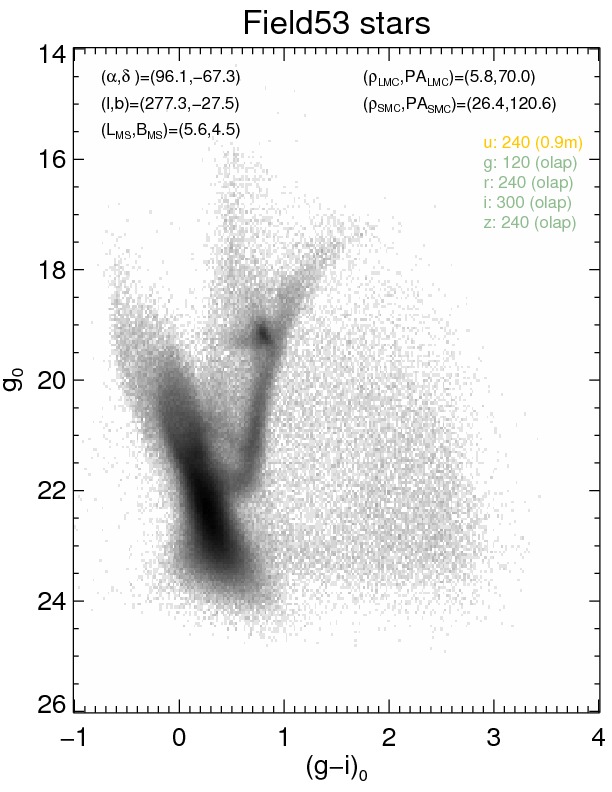 Field53 stars
14
(α,δ )=(96.1,−67.3)
(ρLMC,PALMC)=(5.8,70.0)
(l,b)=(277.3,−27.5)
(ρSMC,PASMC)=(26.4,120.6)
(LMS,BMS)=(5.6,4.5)
u: 240 (0.9m)
16
g: 120 (olap)
r: 240 (olap)
i: 300 (olap)
z: 240 (olap)
18
g0
20
22
24
26
−1 0 1 2 3 4
(g−i)0